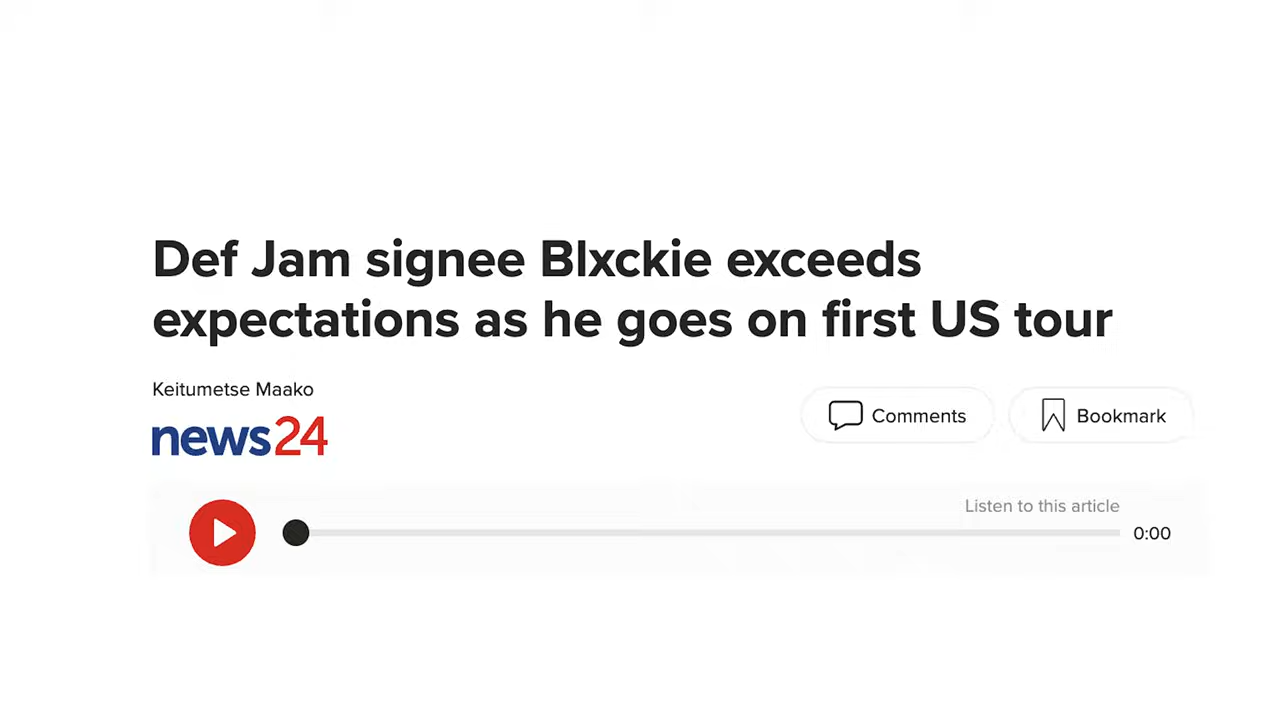 Def Jam signee Blxckie exceeds
expectations as he goes on first US tour
Keitumetse Maako
news24
Comments
Bookmark
Listen to this article
0:00